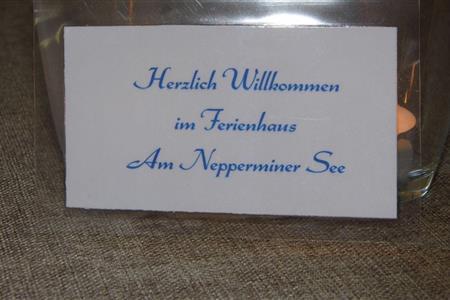 Herzlich Willkommen
im Ferienhaus
Am Nepperminer See